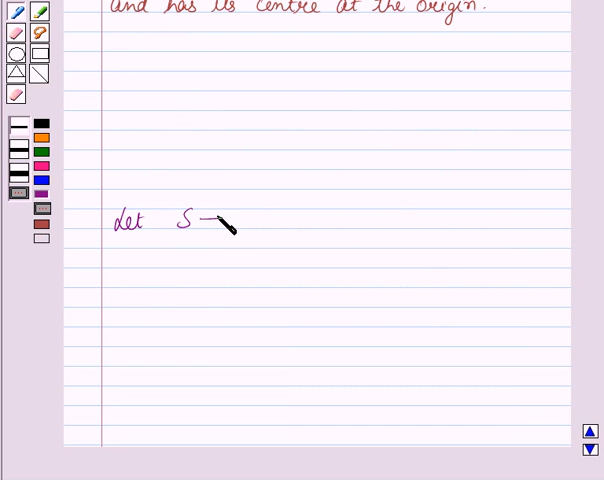 and has its centre at the origin.
Let S —